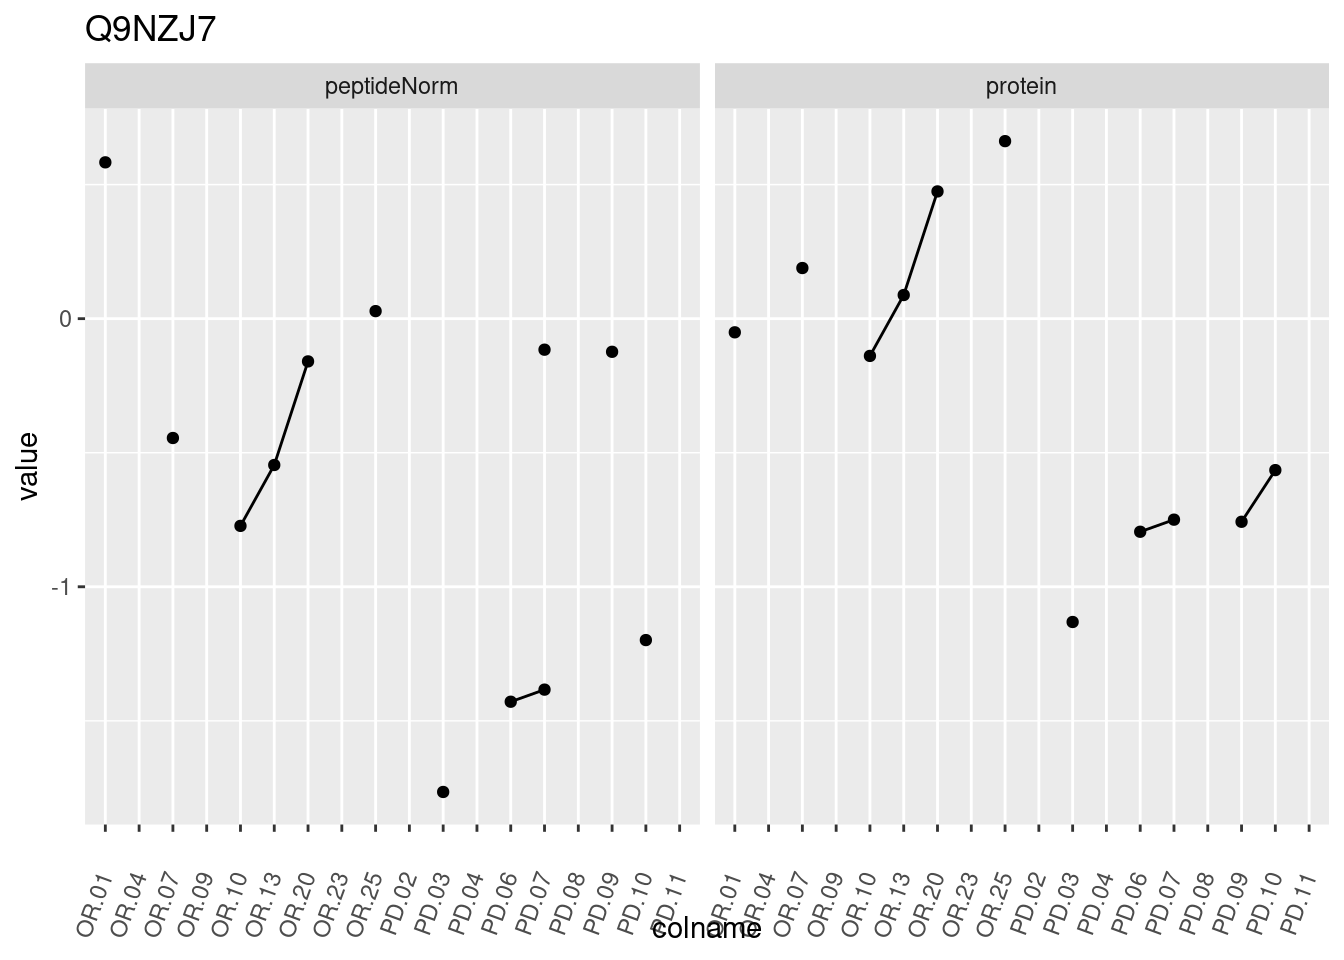 Q9NZJ7
peptideNorm protein
value
0
-1
OR.01 OR.04 OR.07 OR.09 OR.10 OR.13 OR.20 OR.23 OR.25 PD.02 PD.03 PD.04 PD.06 PD.07 PD.08 PD.09 PD.10 PD.11 OR.01 OR.04 OR.07 OR.09 OR.10 OR.13 OR.20 OR.23 OR.25 PD.02 PD.03 PD.04 PD.06 PD.07 PD.08 PD.09 PD.10 PD.11
colname